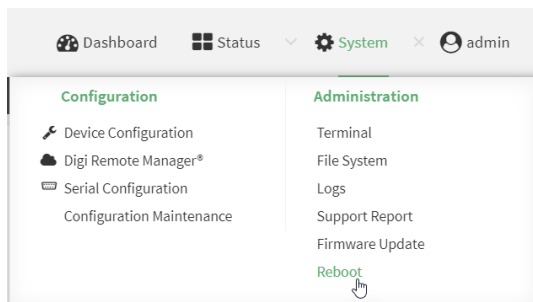 Dashboard Status System admin
Configuration
Device Configuration
Digi Remote Manager®
Serial Configuration
Configuration Maintenance
Administration
Terminal
File System
Logs
Support Report
Firmware Update
Reboot